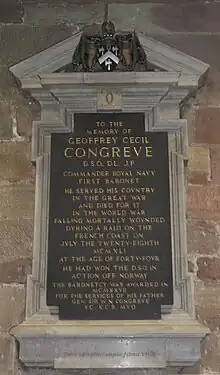 TO THE
MEMORY OF
GEOFFREY CECIL
CONGREVE
D.S.O. DL. J.P
COMMANDER ROYAL NAVY
FIRST BARONET
HE SERVED HIS COUNTRY
IN THE GREAT WAR
AND DIED FOR IT
IN THE WORLD WAR
FALLING MORTALLY WOUNDED
DVRING A RAID ON THE
FRENCH COAST ON
JVLY THE TWENTY-EIGHTH
MCMXLI
AT THE AGE OF FORTY-FOUR
HE HAD WON THE D.S.O IN
ACTION OFF NORWAY
THE BARONETCY WAS AWARDED IN
MCMXXVII
FOR THE SERVICES OF HIS FATHER
GEN. SIR W.N. CONGREVE
V.C. K.C.B. M.V.O